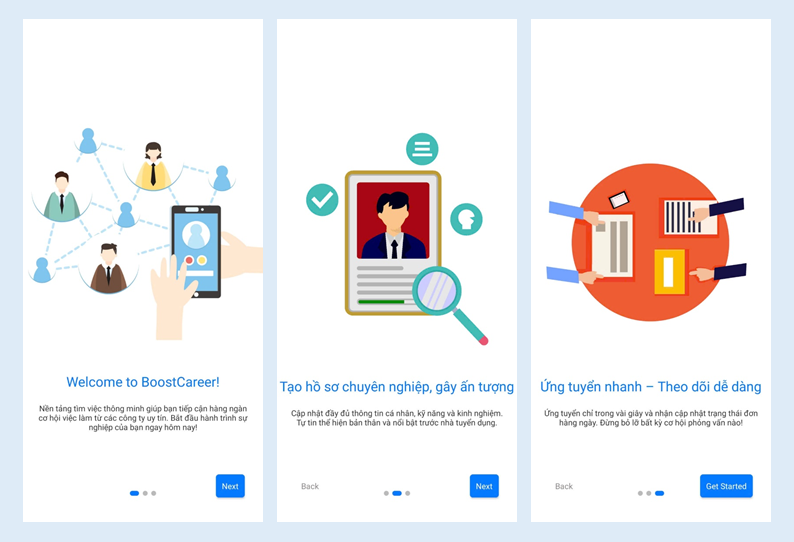 Welcome to BoostCareer!
Nền tảng tìm việc thông minh giúp bạn tiếp cận hàng ngàn
cơ hội việc làm từ các công ty uy tín. Bắt đầu hành trình sự
nghiệp của bạn ngay hôm nay!
Next
Tạo hồ sơ chuyên nghiệp, gây ấn tượng
Cập nhật đầy đủ thông tin cá nhân, kỹ năng và kinh nghiệm.
Tự tin thể hiện bản thân và nổi bật trước nhà tuyển dụng.
Back
Next
Ứng tuyển nhanh – Theo dõi dễ dàng
Ứng tuyển chỉ trong vài giây và nhận cập nhật trạng thái đơn
hàng ngày. Đừng bỏ lỡ bất kỳ cơ hội phỏng vấn nào!
Back
Get Started